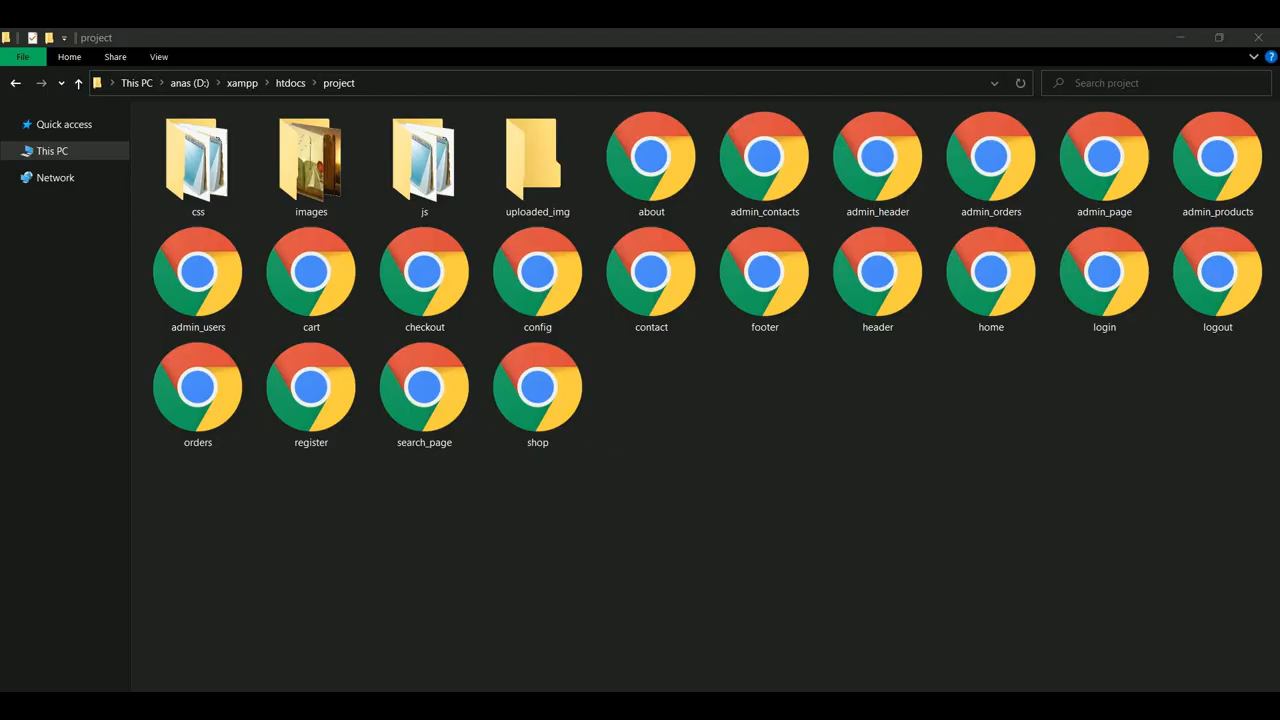 project
File Home Share View
This PC anas (D:) xampp htdocs project
Search project
Quick access
This PC
Network
css images js uploaded_img about admin_contacts admin_header admin_orders admin_page admin_products
admin_users cart checkout config contact footer header home login logout
orders register search_page shop